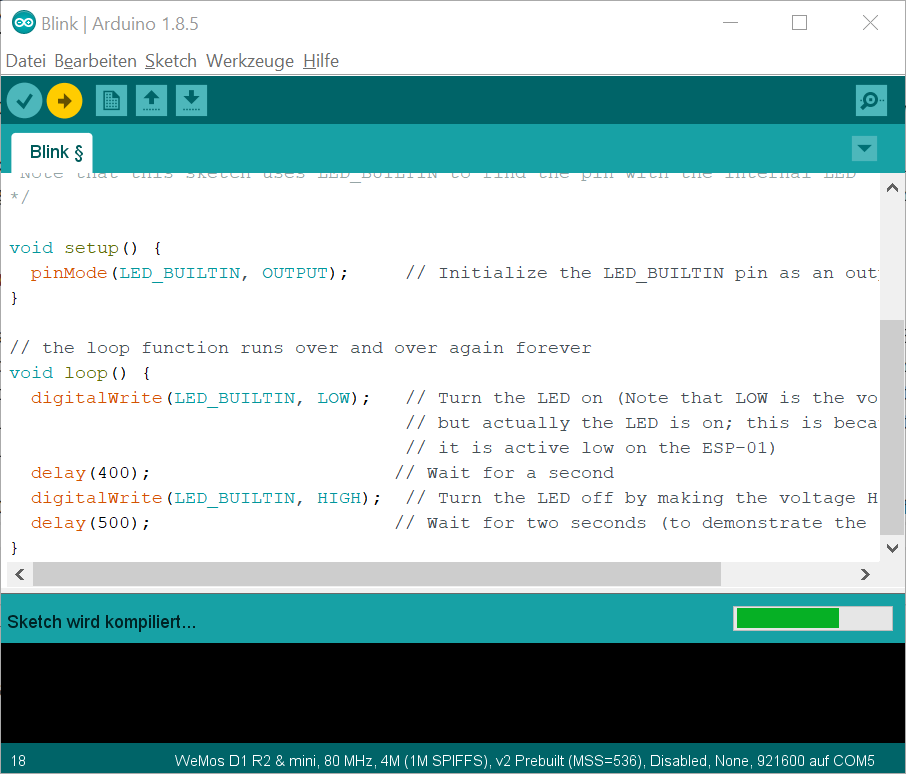 Blink | Arduino 1.8.5
Datei Bearbeiten Sketch Werkzeuge Hilfe
Blink §
Note that this sketch uses LED_BUILTIN to find the pin with the internal LED
*/
void setup() {
pinMode(LED_BUILTIN, OUTPUT); // Initialize the LED_BUILTIN pin as an out
}
// the loop function runs over and over again forever
void loop() {
digitalWrite(LED_BUILTIN, LOW); // Turn the LED on (Note that LOW is the vo
// but actually the LED is on; this is beca
// it is active low on the ESP-01)
delay(400); // Wait for a second
digitalWrite(LED_BUILTIN, HIGH); // Turn the LED off by making the voltage H
delay(500); // Wait for two seconds (to demonstrate the
}
Sketch wird kompiliert...
18 WeMos D1 R2 & mini, 80 MHz, 4M (1M SPIFFS), v2 Prebuilt (MSS=536), Disabled, None, 921600 auf COM5